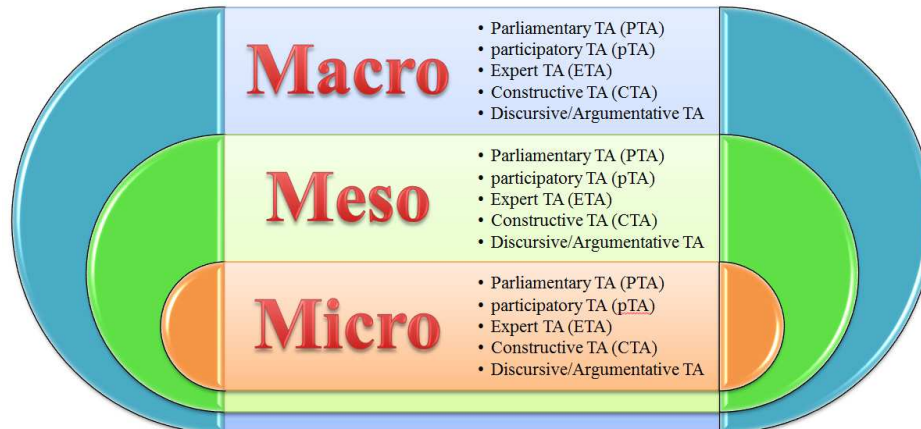 Macro
• Parliamentary TA (PTA)
• participatory TA (pTA)
• Expert TA (ETA)
• Constructive TA (CTA)
• Discursive/Argumentative TA
Meso
• Parliamentary TA (PTA)
• participatory TA (pTA)
• Expert TA (ETA)
• Constructive TA (CTA)
• Discursive/Argumentative TA
Micro
• Parliamentary TA (PTA)
• participatory TA (pTA)
• Expert TA (ETA)
• Constructive TA (CTA)
• Discursive/Argumentative TA